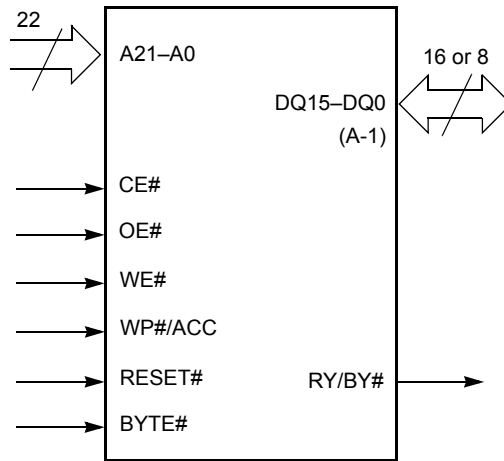 22
A21–A0
16 or 8
DQ15–DQ0
(A-1)
CE#
OE#
WE#
WP#/ACC
RESET#
RY/BY#
BYTE#